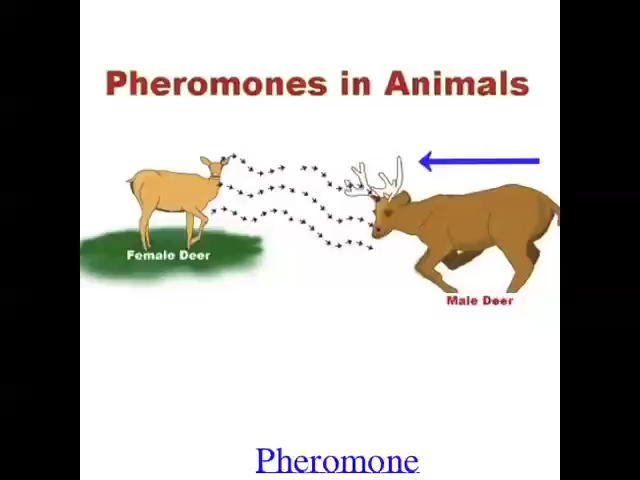 Pheromones in Animals
Female Deer
Male Deer
Pheromone